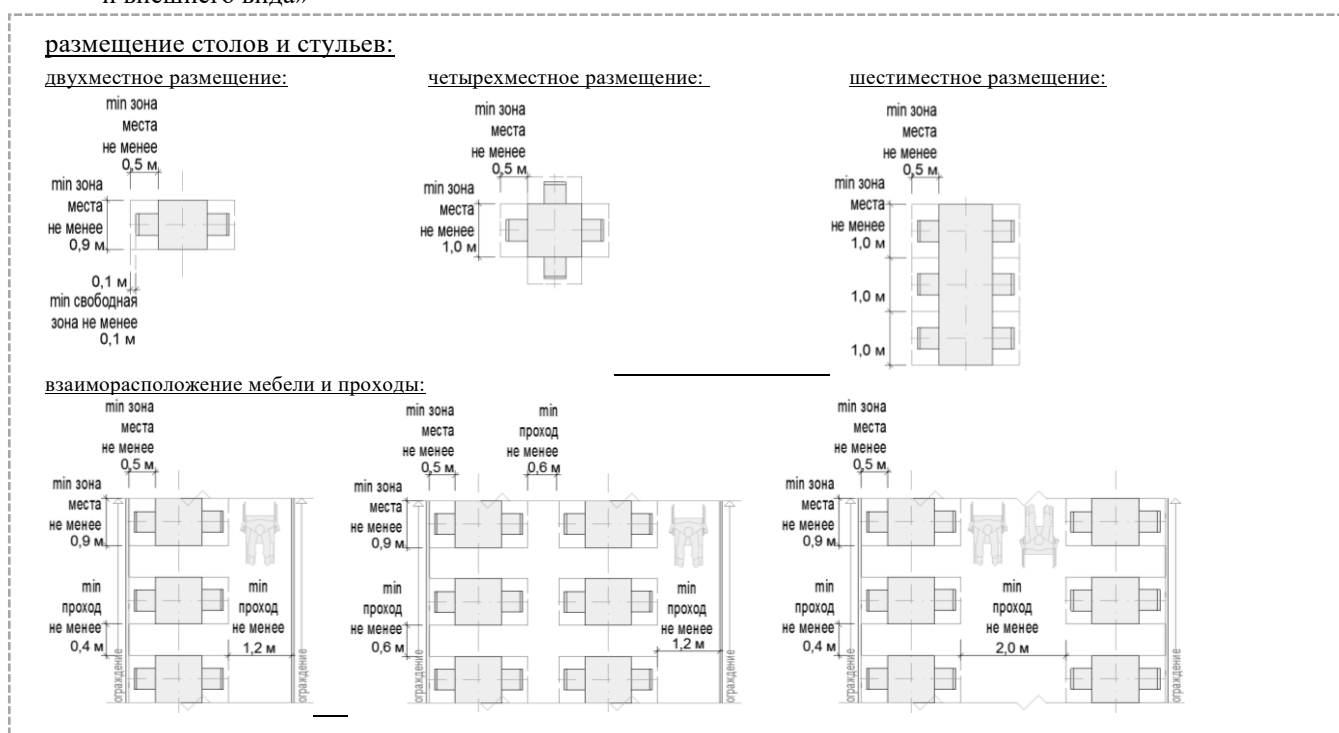 и внешнего вида»
размещение столов и стульев:
двухместное размещение:
четырехместное размещение:
шестиместное размещение:
min зона
места
не менее
0,5 м
min зона
места
не менее
0,9 м
0,1 м
min свободная
зона не менее
0,1 м
min зона
места
не менее
0,5 м
min зона
места
не менее
1,0 м
min зона
места
не менее
0,5 м
min зона
места
не менее
1,0 м
1,0 м
1,0 м
взаиморасположение мебели и проходы:
min зона
места
не менее
0,5 м
min зона
места
не менее
0,9 м
min
проход
не менее
0,4 м
min
проход
не менее
1,2 м
ограждение
ограждение
min зона
места
не менее
0,5 м
min
проход
не менее
0,6 м
min зона
места
не менее
0,9 м
min
проход
не менее
0,6 м
min
проход
не менее
1,2 м
ограждение
ограждение
min зона
места
не менее
0,5 м
min зона
места
не менее
0,9 м
min
проход
не менее
0,4 м
min
проход
не менее
2,0 м
ограждение
ограждение